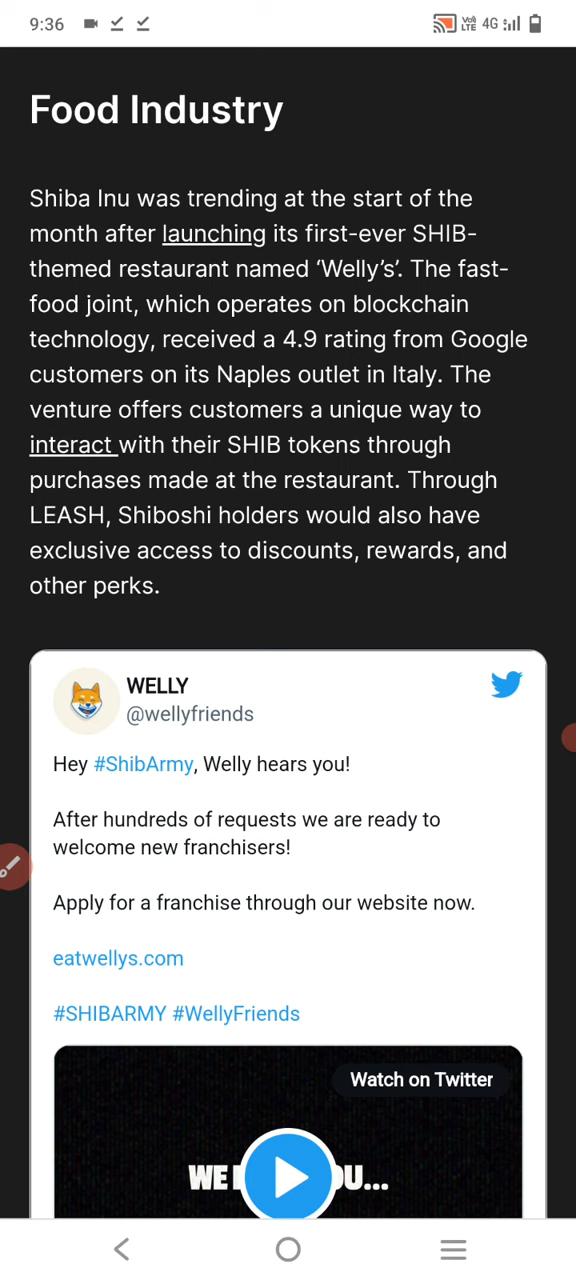 9:36
Vo)) LTE 4G
Food Industry
Shiba Inu was trending at the start of the
month after launching its first-ever SHIB-
themed restaurant named ‘Welly’s’. The fast-
food joint, which operates on blockchain
technology, received a 4.9 rating from Google
customers on its Naples outlet in Italy. The
venture offers customers a unique way to
interact with their SHIB tokens through
purchases made at the restaurant. Through
LEASH, Shiboshi holders would also have
exclusive access to discounts, rewards, and
other perks.
WELLY
@wellyfriends
Hey #ShibArmy, Welly hears you!
After hundreds of requests we are ready to
welcome new franchisers!
Apply for a franchise through our website now.
eatwellys.com
#SHIBARMY #WellyFriends
Watch on Twitter
WE U...